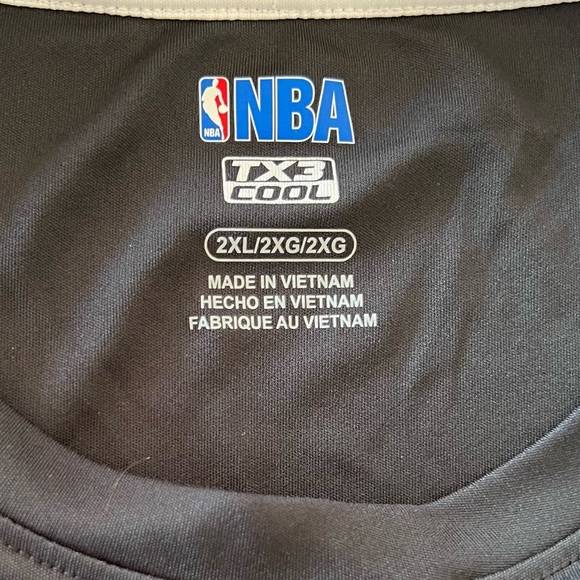 NBA NBA
TX3
COOL
2XL/2XG/2XG
MADE IN VIETNAM
HECHO EN VIETNAM
FABRIQUE AU VIETNAM